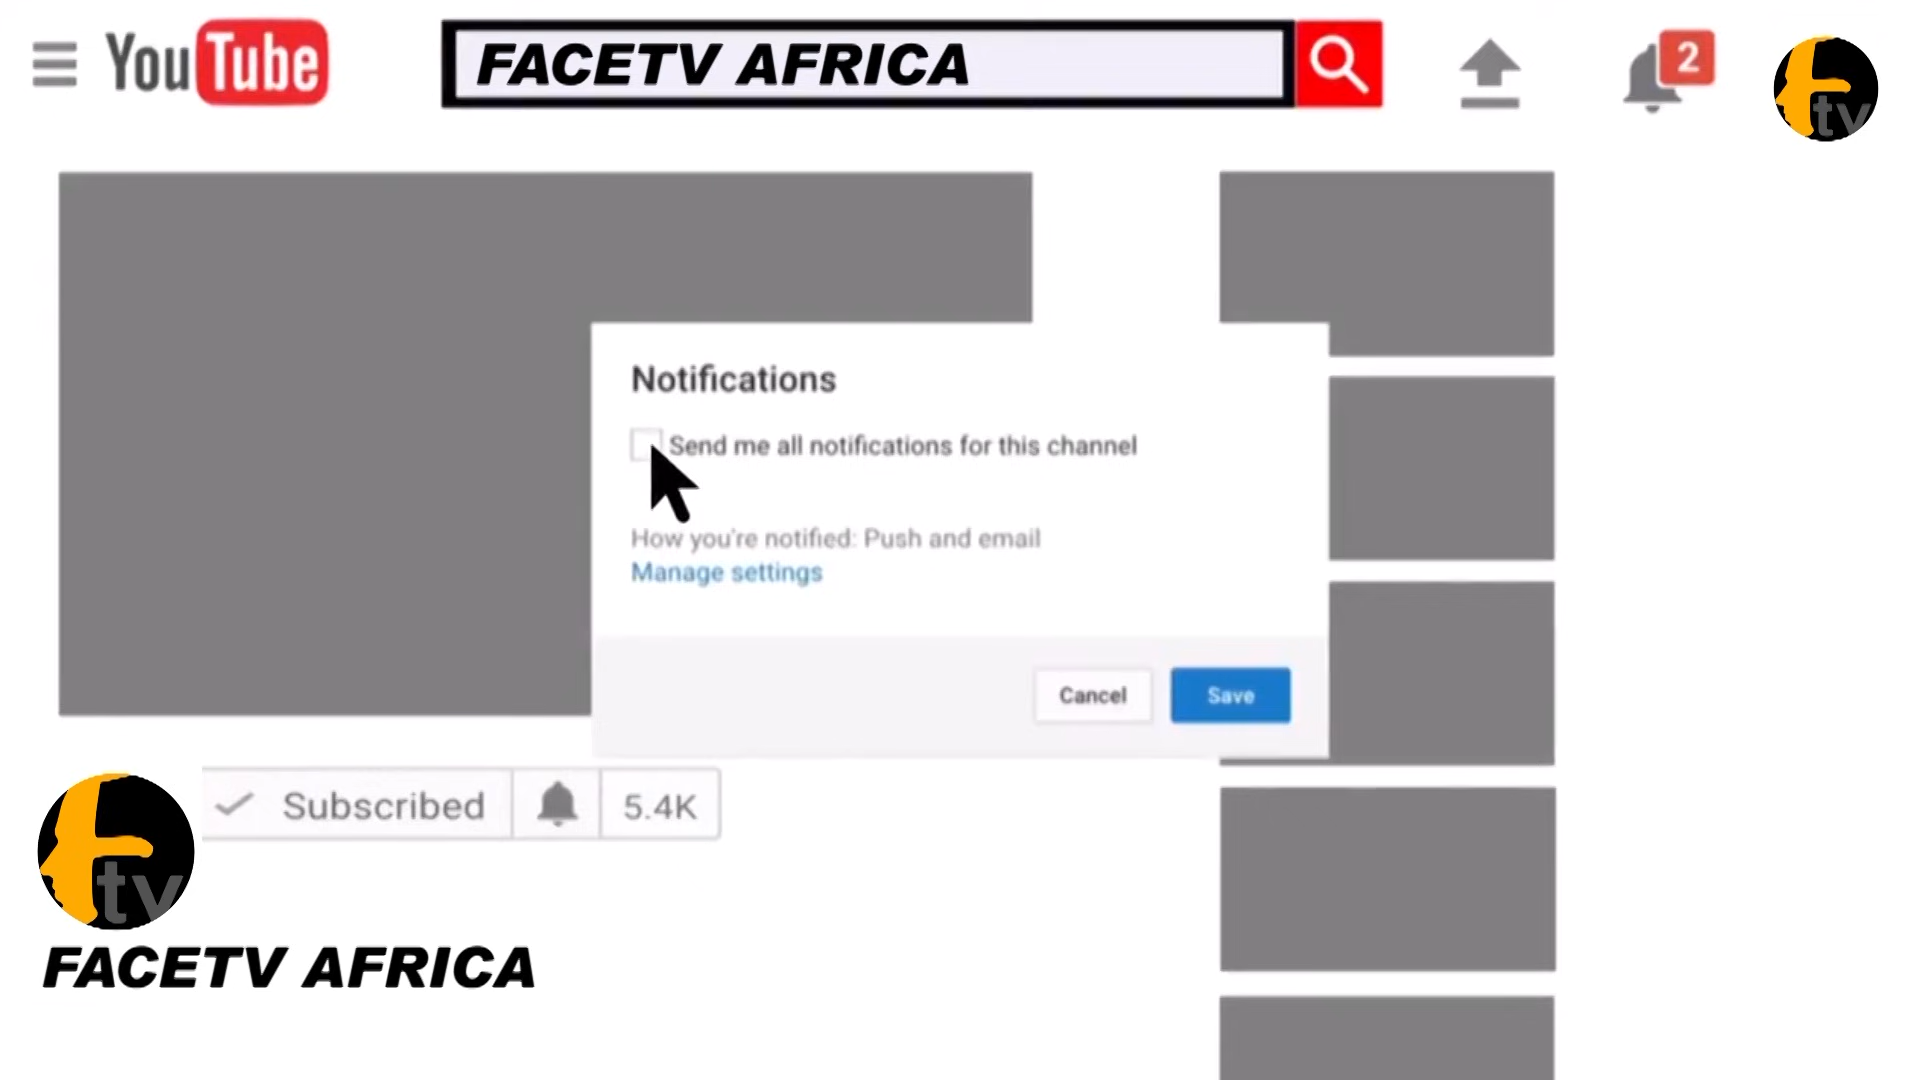 YouTube
FACETV AFRICA
2
tv
Notifications
Send me all notifications for this channel
How you're notified: Push and email
Manage settings
Cancel
Save
Subscribed
5.4K
tv
FACETV AFRICA